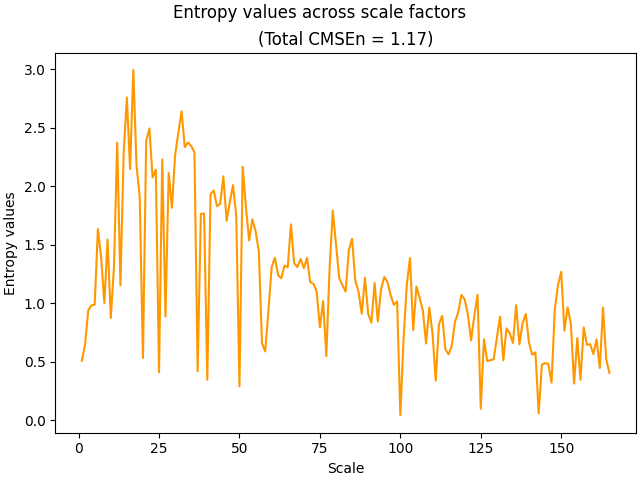 Entropy values across scale factors
(Total CMSEn = 1.17)
3.0
2.5
2.0
1.5
1.0
0.5
0.0
Entropy values
0 25 50 75 100 125 150
Scale